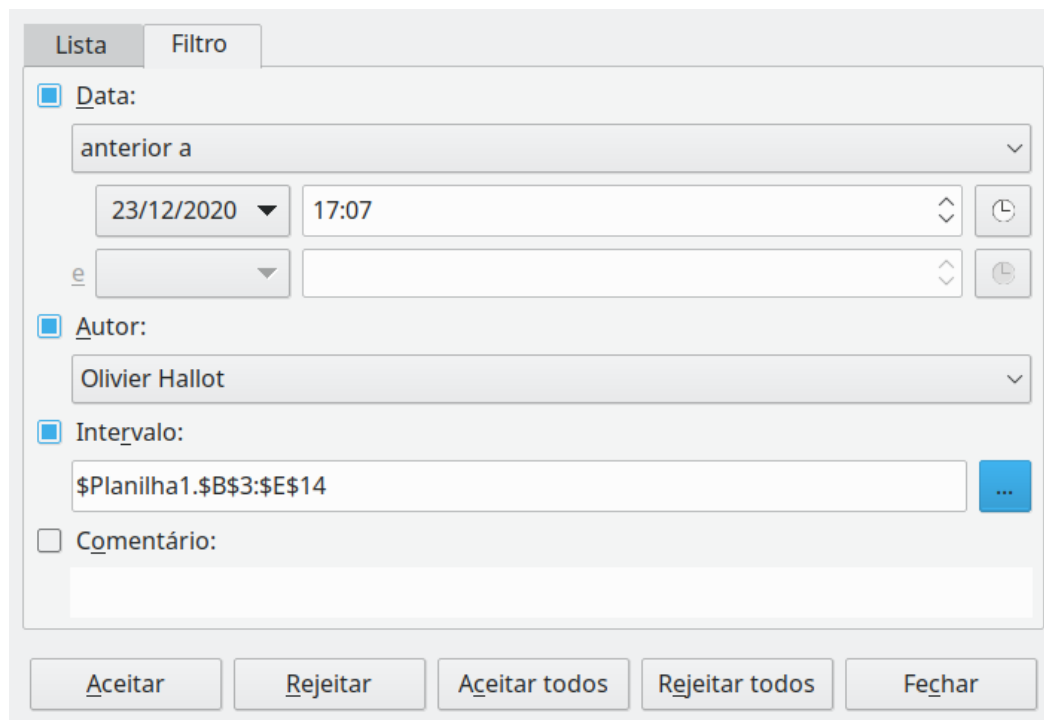 Lista Filtro
Data:
anterior a
23/12/2020 17:07
e
Autor:
Olivier Hallot
Intervalo:
$Planilha1.$B$3:$E$14 ...
Comentário:
Aceitar Rejeitar Aceitar todos Rejeitar todos Fechar